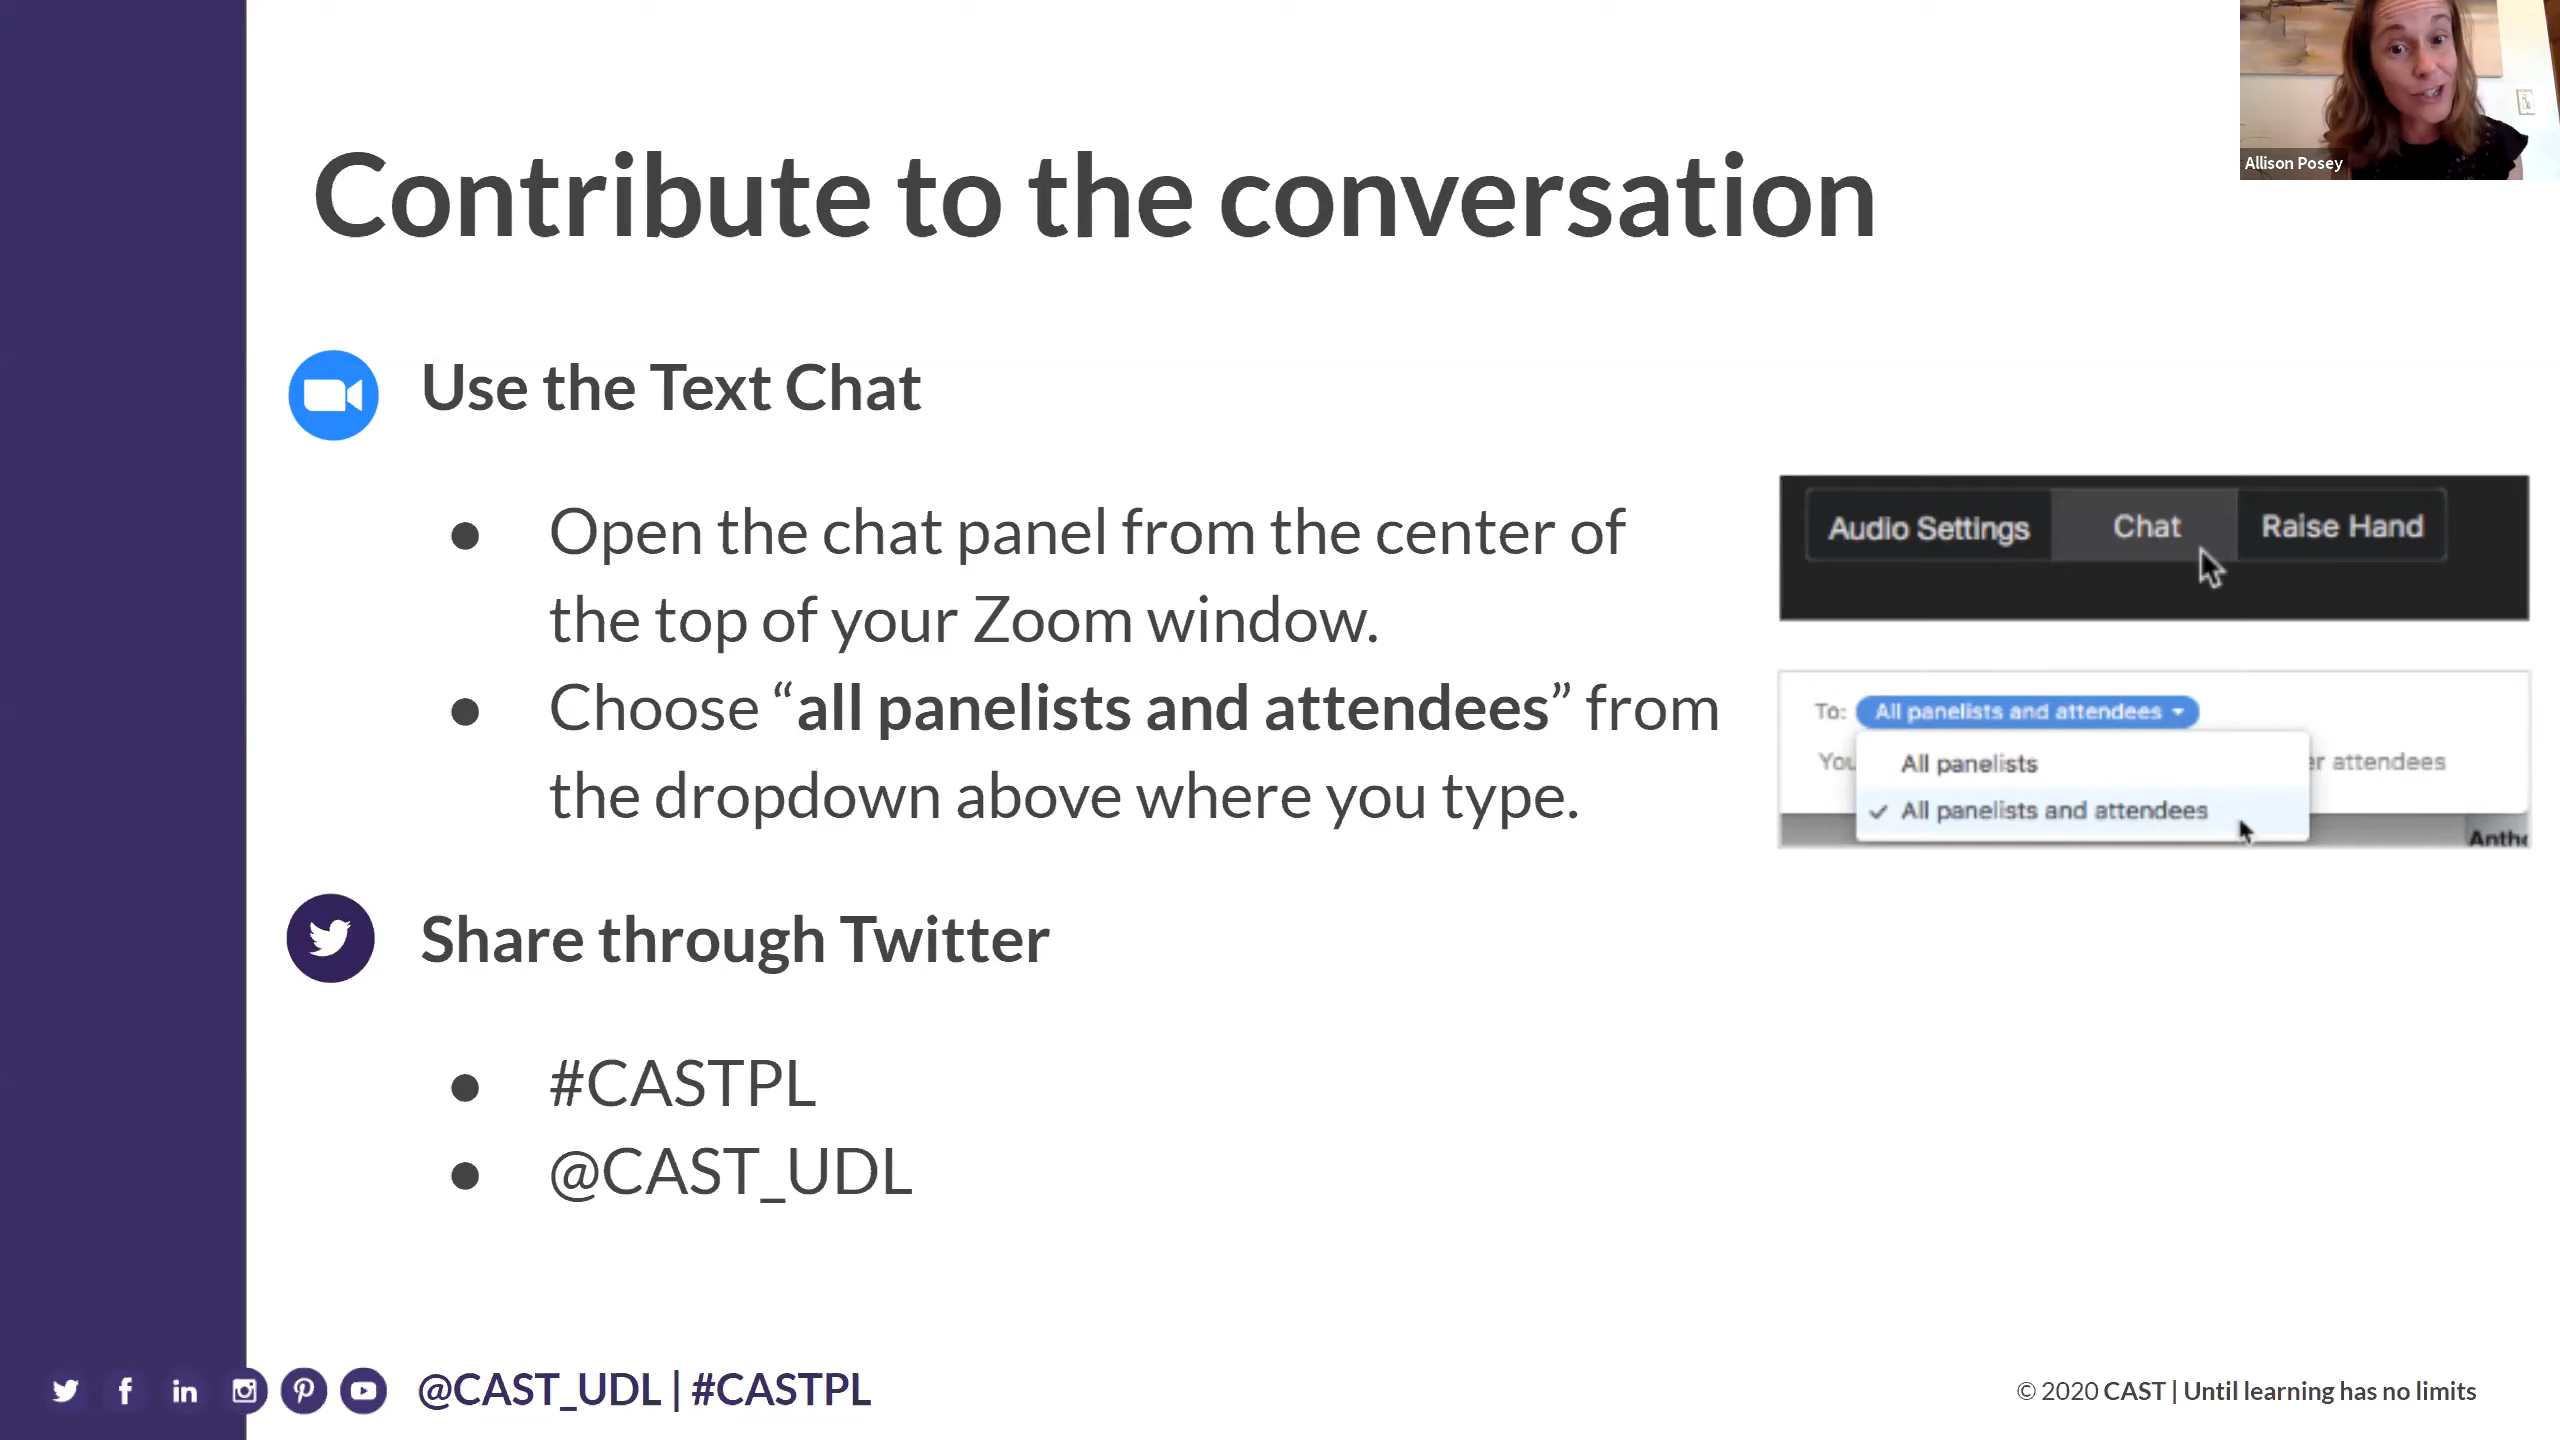 Allison Posey
Contribute to the conversation
Use the Text Chat
● Open the chat panel from the center of
the top of your Zoom window.
● Choose “all panelists and attendees” from
the dropdown above where you type.
Audio Settings Chat Raise Hand
To: All panelists and attendees
All panelists
attendees
✓ All panelists and attendees
Share through Twitter
● #CASTPL
● @CAST_UDL
@CAST_UDL | #CASTPL
© 2020 CAST | Until learning has no limits